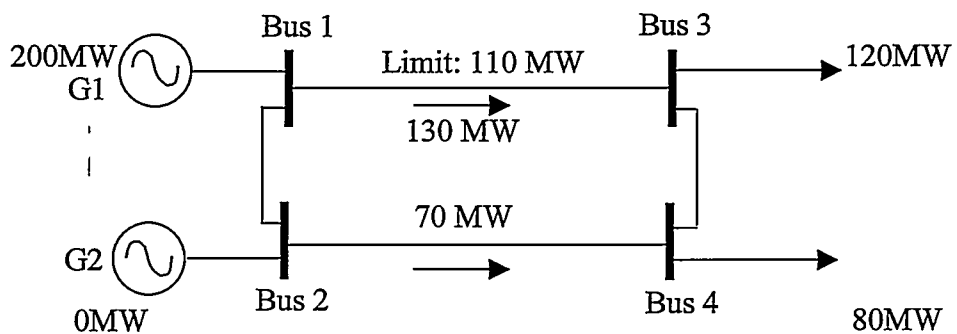 Bus 1
Bus 3
200MW
G1
Limit: 110 MW
120MW
130 MW
70 MW
G2
Bus 2
Bus 4
0MW
80MW